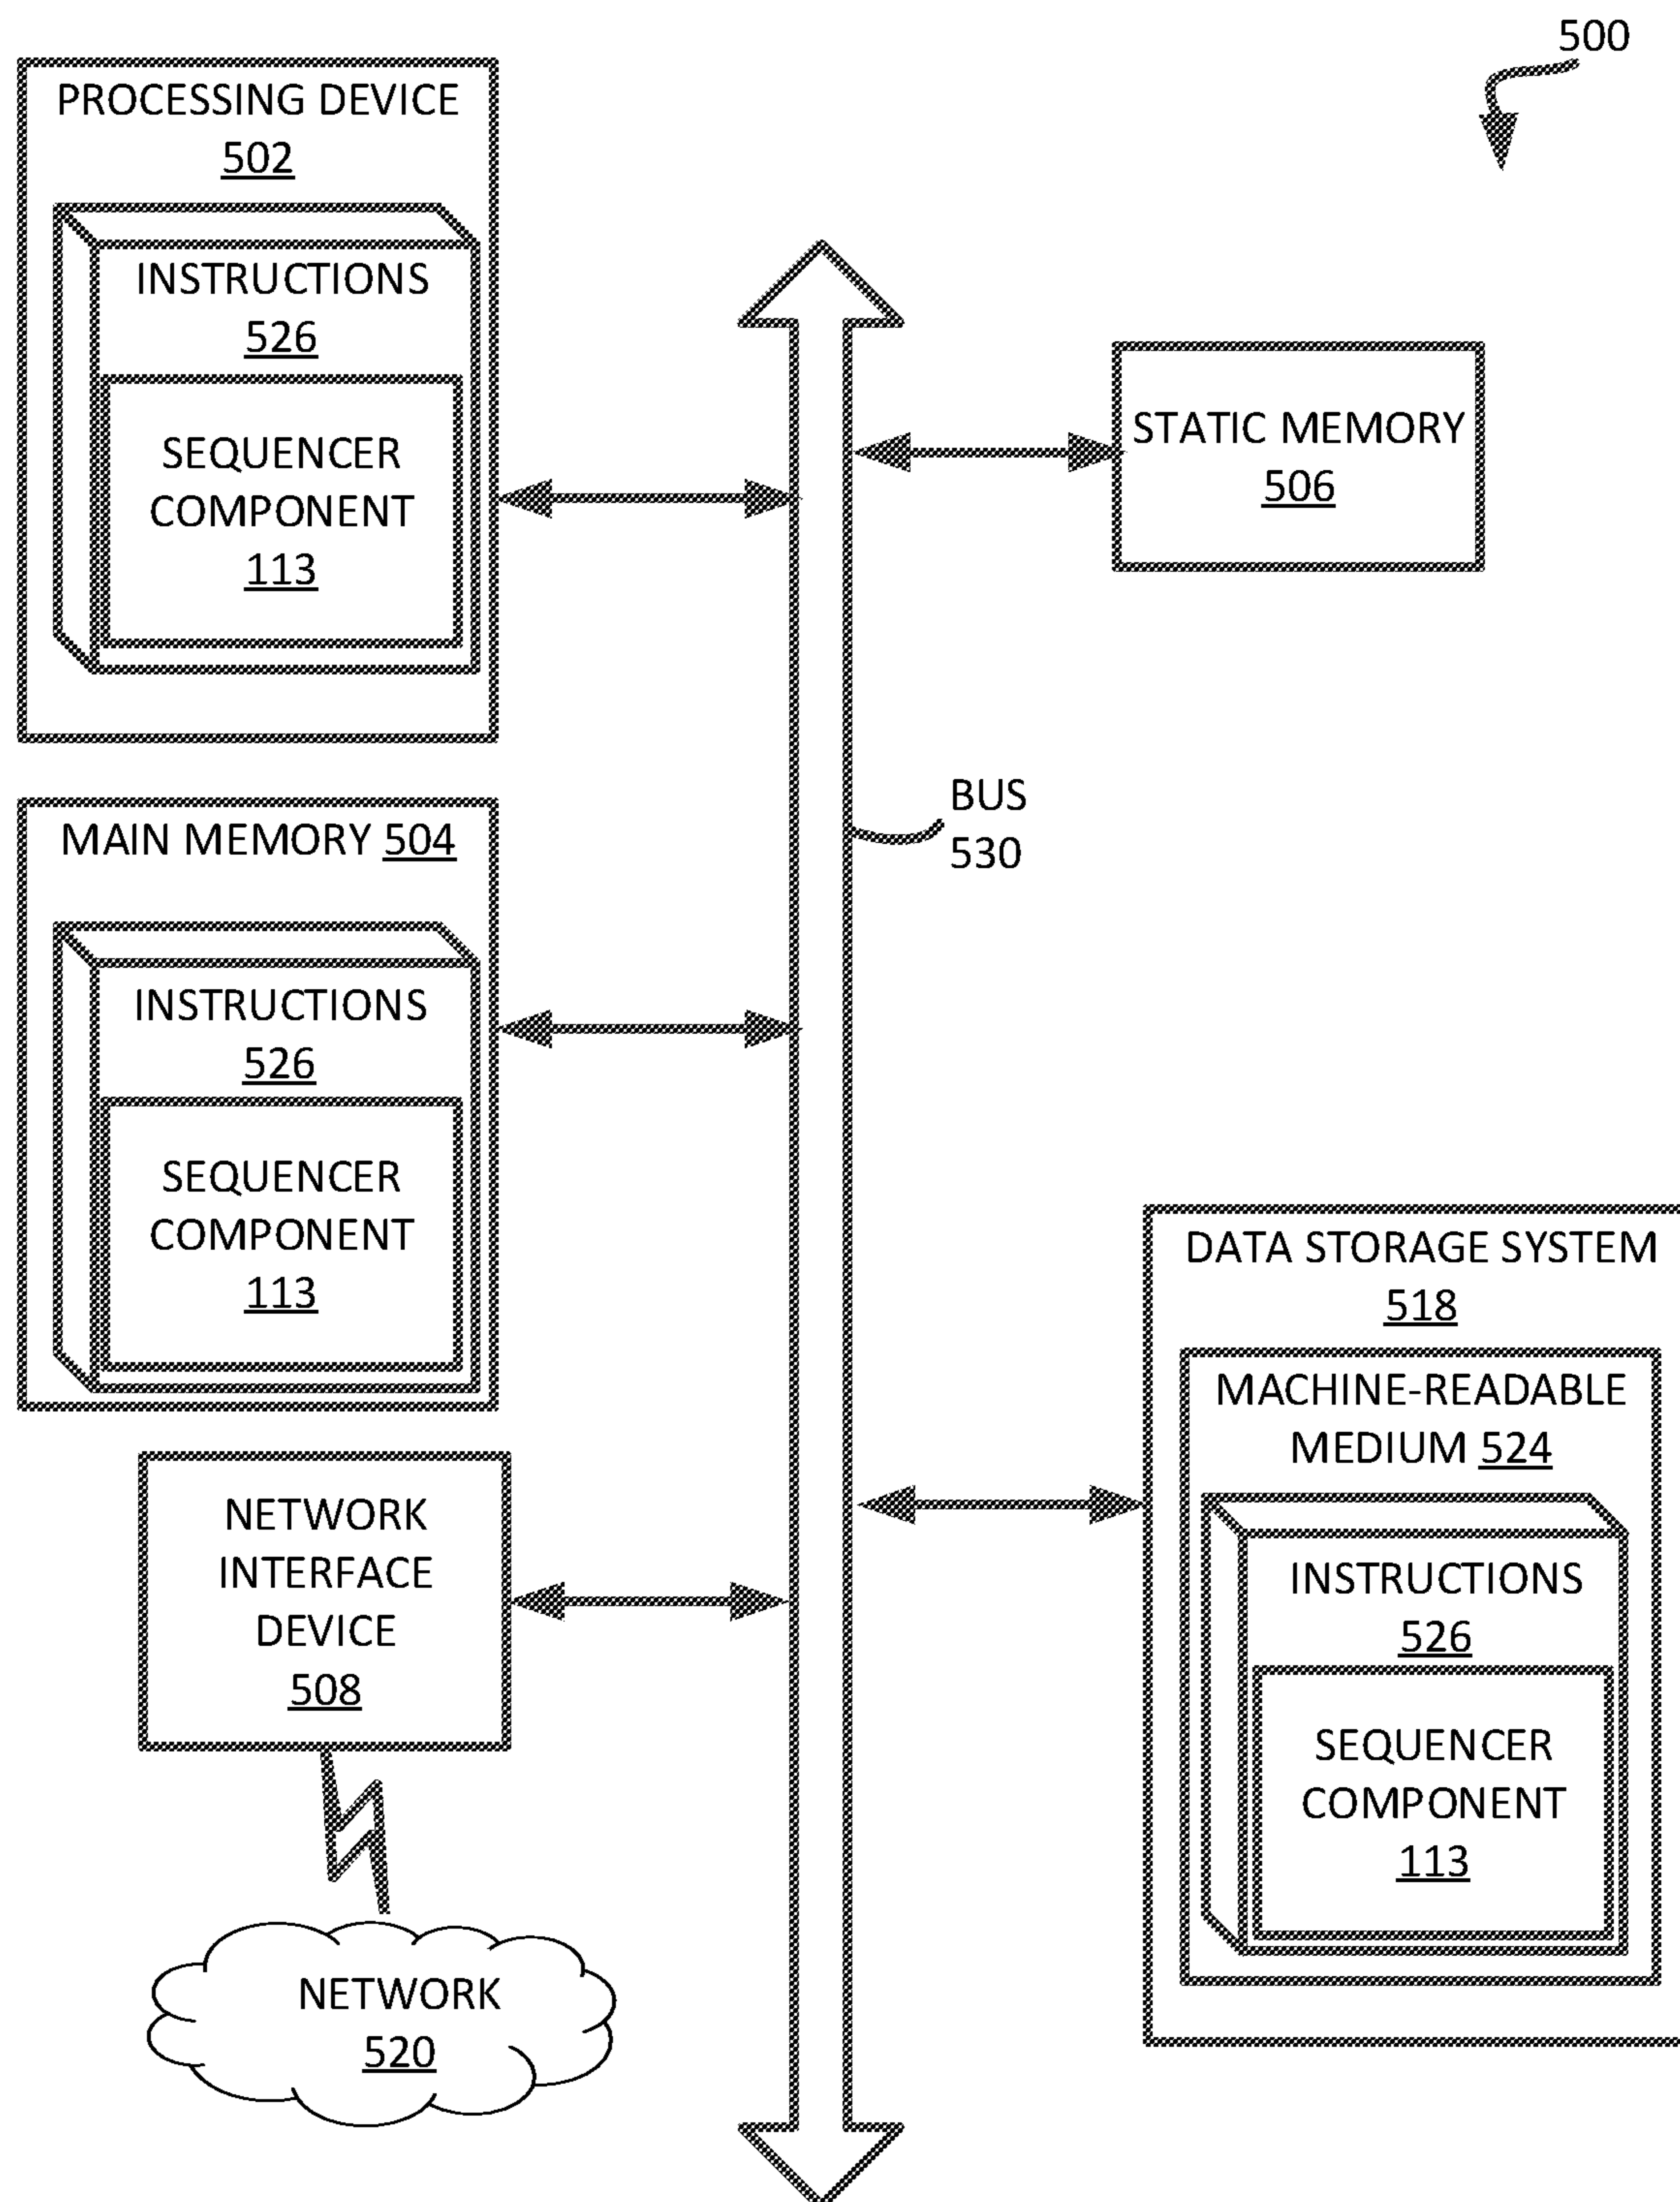 500
PROCESSING DEVICE
502
INSTRUCTIONS
526
SEQUENCER
COMPONENT
113
STATIC MEMORY
506
BUS
530
MAIN MEMORY 504
INSTRUCTIONS
526
SEQUENCER
COMPONENT
113
DATA STORAGE SYSTEM
518
MACHINE-READABLE
MEDIUM 524
INSTRUCTIONS
526
SEQUENCER
COMPONENT
113
NETWORK
INTERFACE
DEVICE
508
NETWORK
520